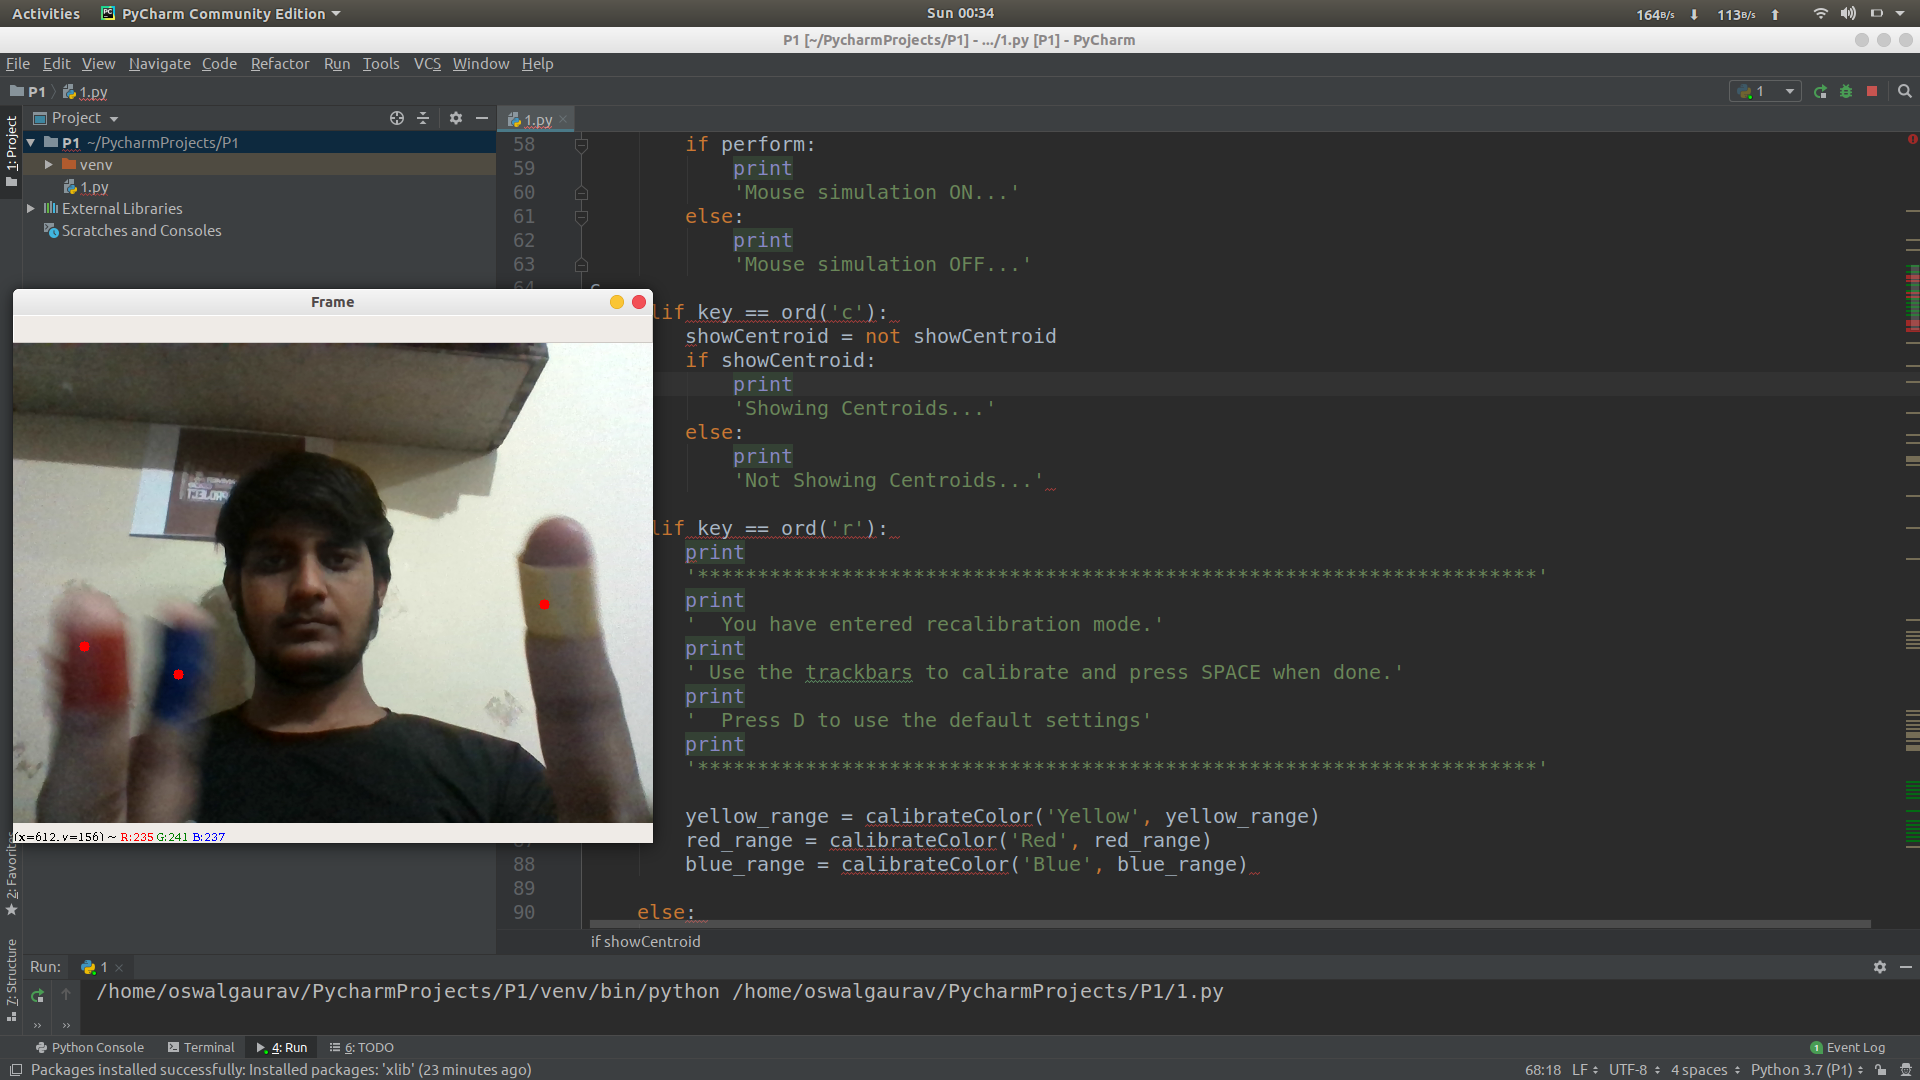 Activities PyCharm Community Edition Sun 00:34 164B/s 113B/s
P1 [~/PycharmProjects/P1] - .../1.py [P1] - PyCharm
File Edit View Navigate Code Refactor Run Tools VCS Window Help
P1 1.py 1
Project 1.py
1: Project
P1 ~/PycharmProjects/P1
venv
1.py
External Libraries
Scratches and Consoles
58 if perform:
59 print
60 'Mouse simulation ON...'
61 else:
62 print
63 'Mouse simulation OFF...'
lif key == ord('c'):
showCentroid = not showCentroid
if showCentroid:
print
'Showing Centroids...'
else:
print
'Not Showing Centroids...'
lif key == ord('r'):
print
'**********************************************************************'
print
'  You have entered recalibration mode.'
print
' Use the trackbars to calibrate and press SPACE when done.'
print
'  Press D to use the default settings'
print
'**********************************************************************'
yellow_range = calibrateColor('Yellow', yellow_range)
red_range = calibrateColor('Red', red_range)
88 blue_range = calibrateColor('Blue', blue_range)
89
90 else:
if showCentroid
Frame
PROJECT
(x=612, y=156) ~ R:235 G:241 B:237
2: Favorites
7: Structure
Run: 1
/home/oswalgaurav/PycharmProjects/P1/venv/bin/python /home/oswalgaurav/PycharmProjects/P1/1.py
Python Console Terminal 4: Run 6: TODO 1 Event Log
Packages installed successfully: Installed packages: 'xlib' (23 minutes ago) 68:18 LF UTF-8 4 spaces Python 3.7 (P1)